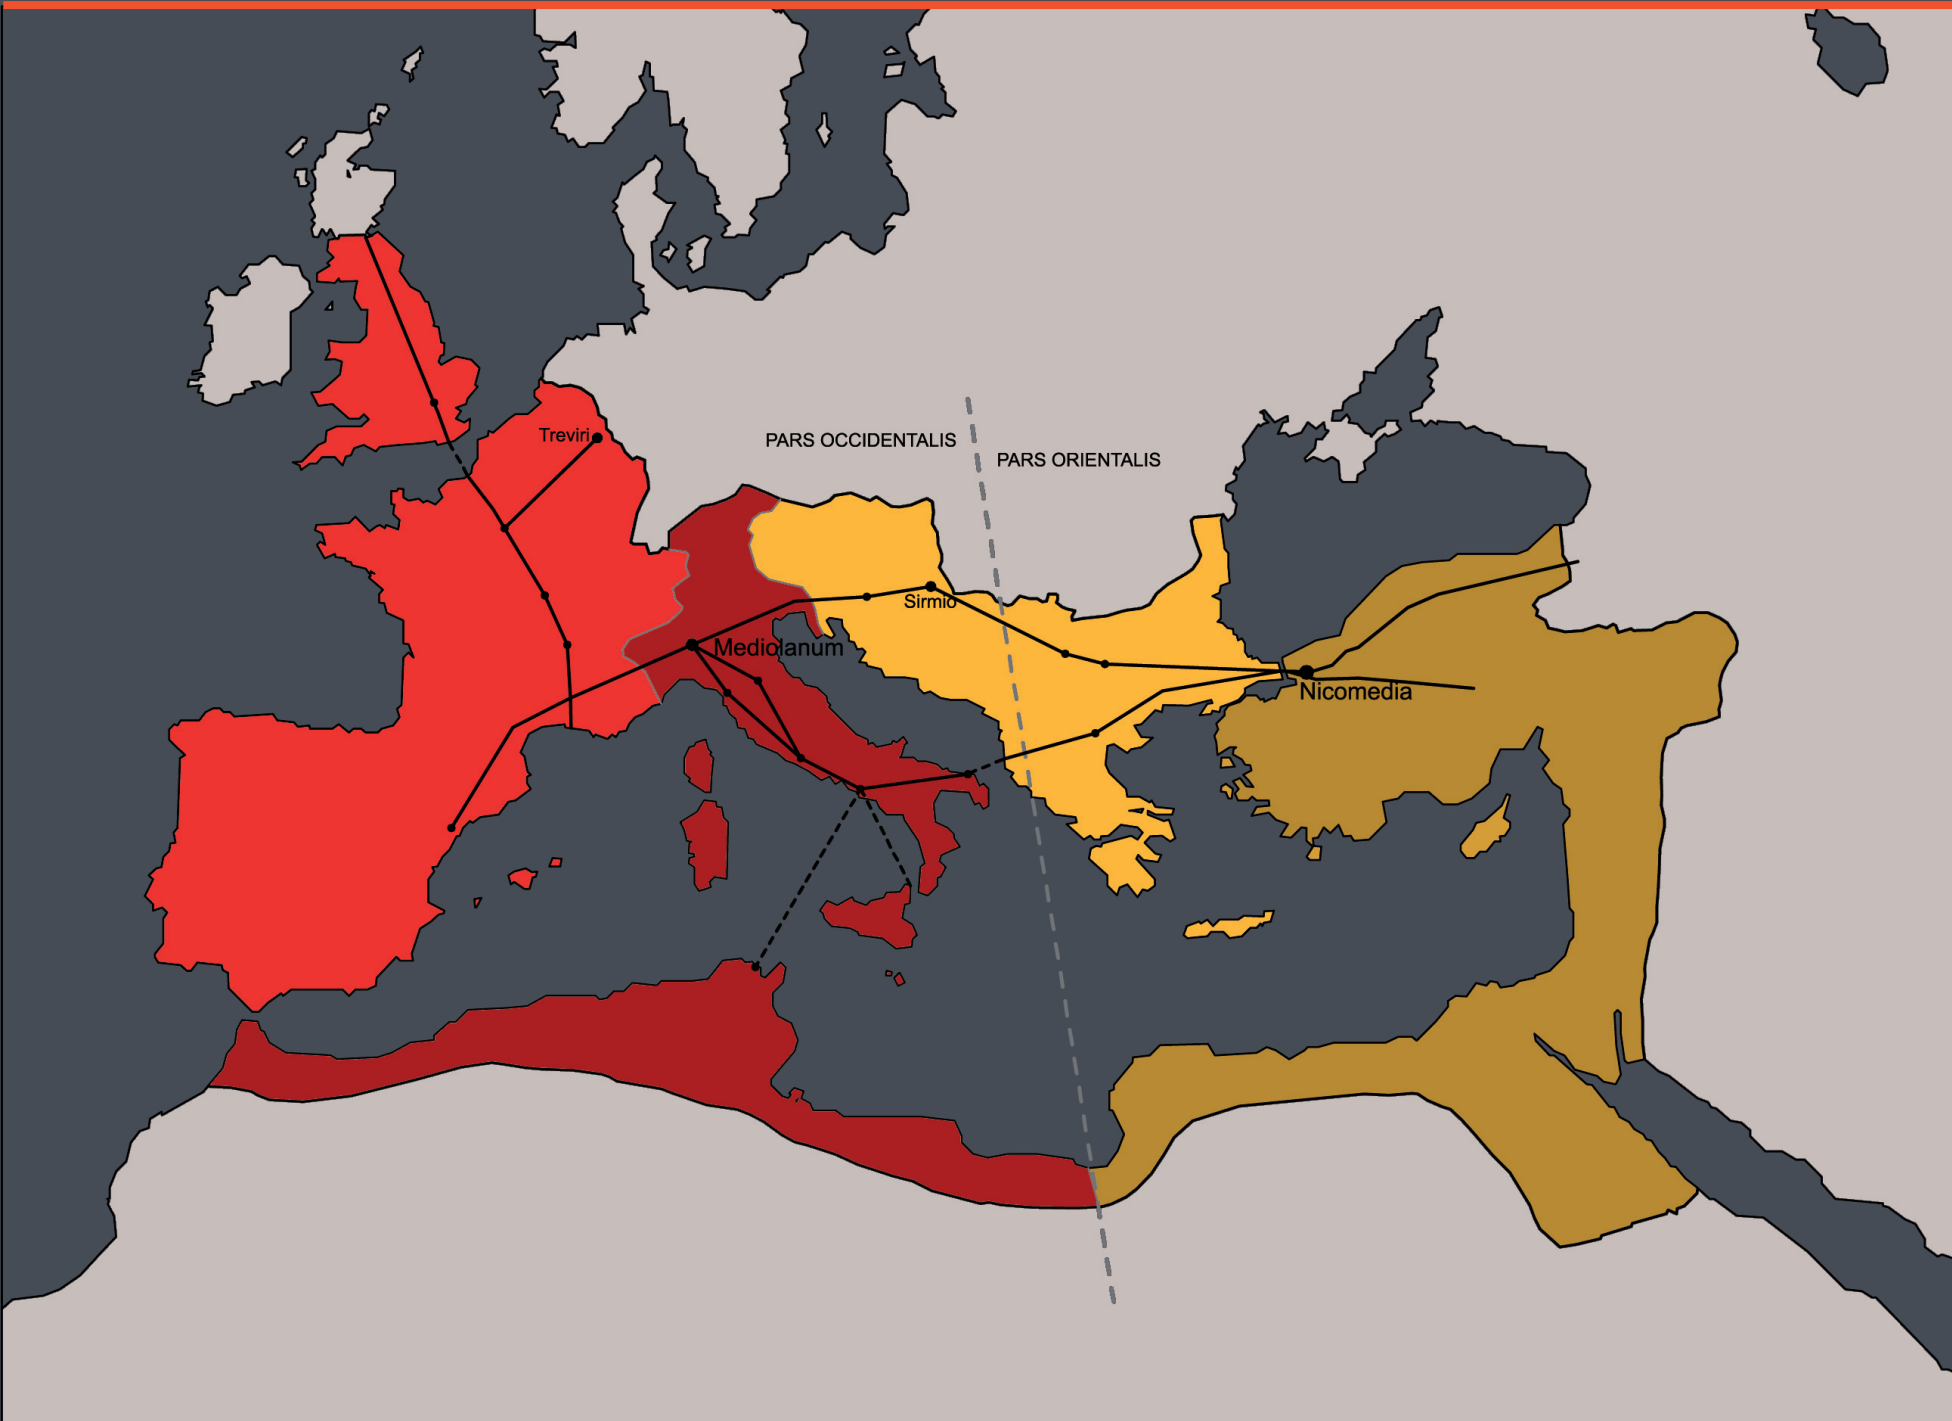 Treviri
PARS OCCIDENTALIS
PARS ORIENTALIS
Sirmio
Mediolanum
Nicomedia